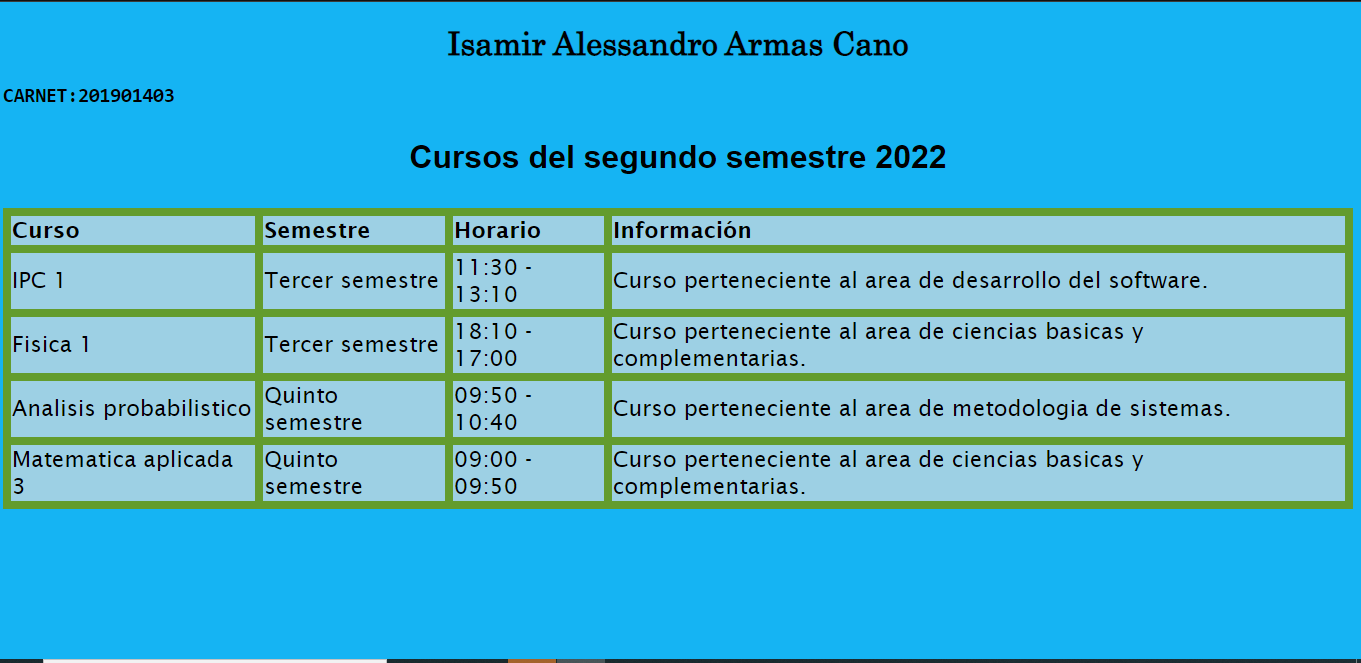 Isamir Alessandro Armas Cano
CARNET:201901403
Cursos del segundo semestre 2022
Curso Semestre Horario Información
IPC 1 Tercer semestre 11:30 - 13:10 Curso perteneciente al area de desarrollo del software.
Fisica 1 Tercer semestre 18:10 - 17:00 Curso perteneciente al area de ciencias basicas y complementarias.
Analisis probabilistico Quinto semestre 09:50 - 10:40 Curso perteneciente al area de metodologia de sistemas.
Matematica aplicada 3 Quinto semestre 09:00 - 09:50 Curso perteneciente al area de ciencias basicas y complementarias.